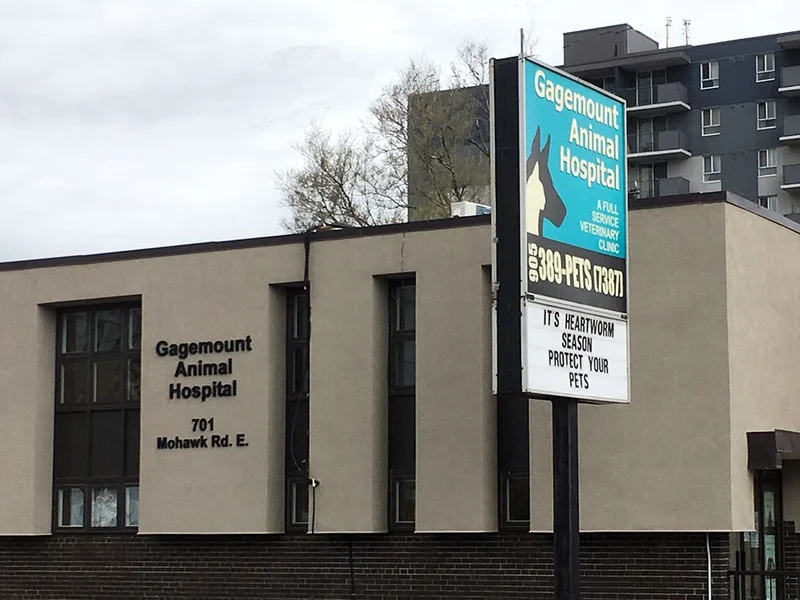 Gagemount
Animal
Hospital
701
Mohawk Rd. E.
Gagemount
Animal
Hospital
A FULL
SERVICE
VETERINARY
CLINIC
905 389-PETS (7387)
IT'S HEARTWORM
SEASON
PROTECT YOUR
PETS